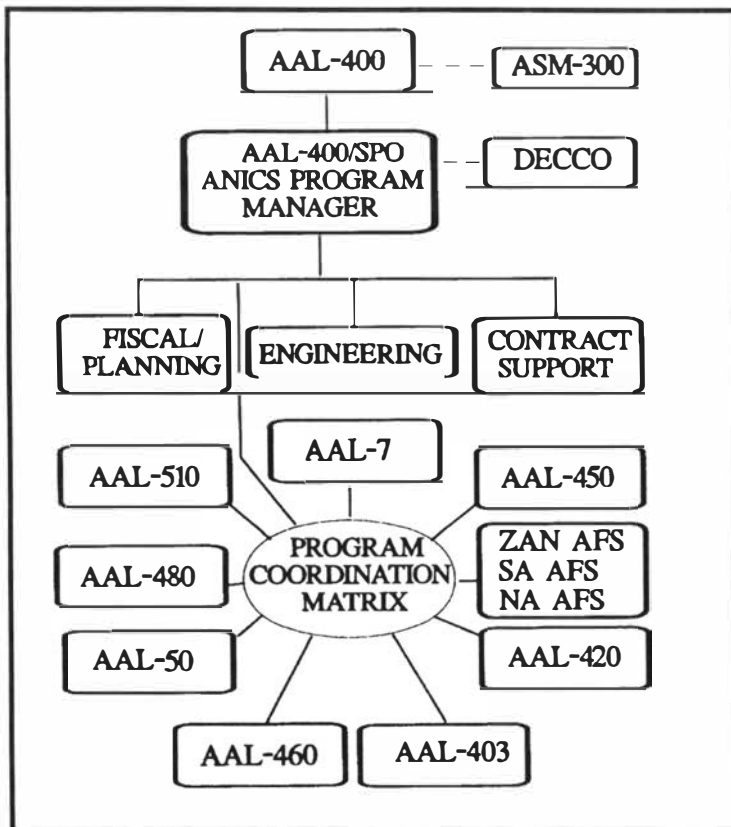 AAL-400
ASM-300
AAL-400/SPO
ANICS PROGRAM
MANAGER
DECCO
FISCAL/
PLANNING
ENGINEERING
CONTRACT
SUPPORT
AAL-7
AAL-510
AAL-450
PROGRAM
COORDINATION
MATRIX
ZAN AFS
SA AFS
NA AFS
AAL-480
AAL-50
AAL-420
AAL-460
AAL-403